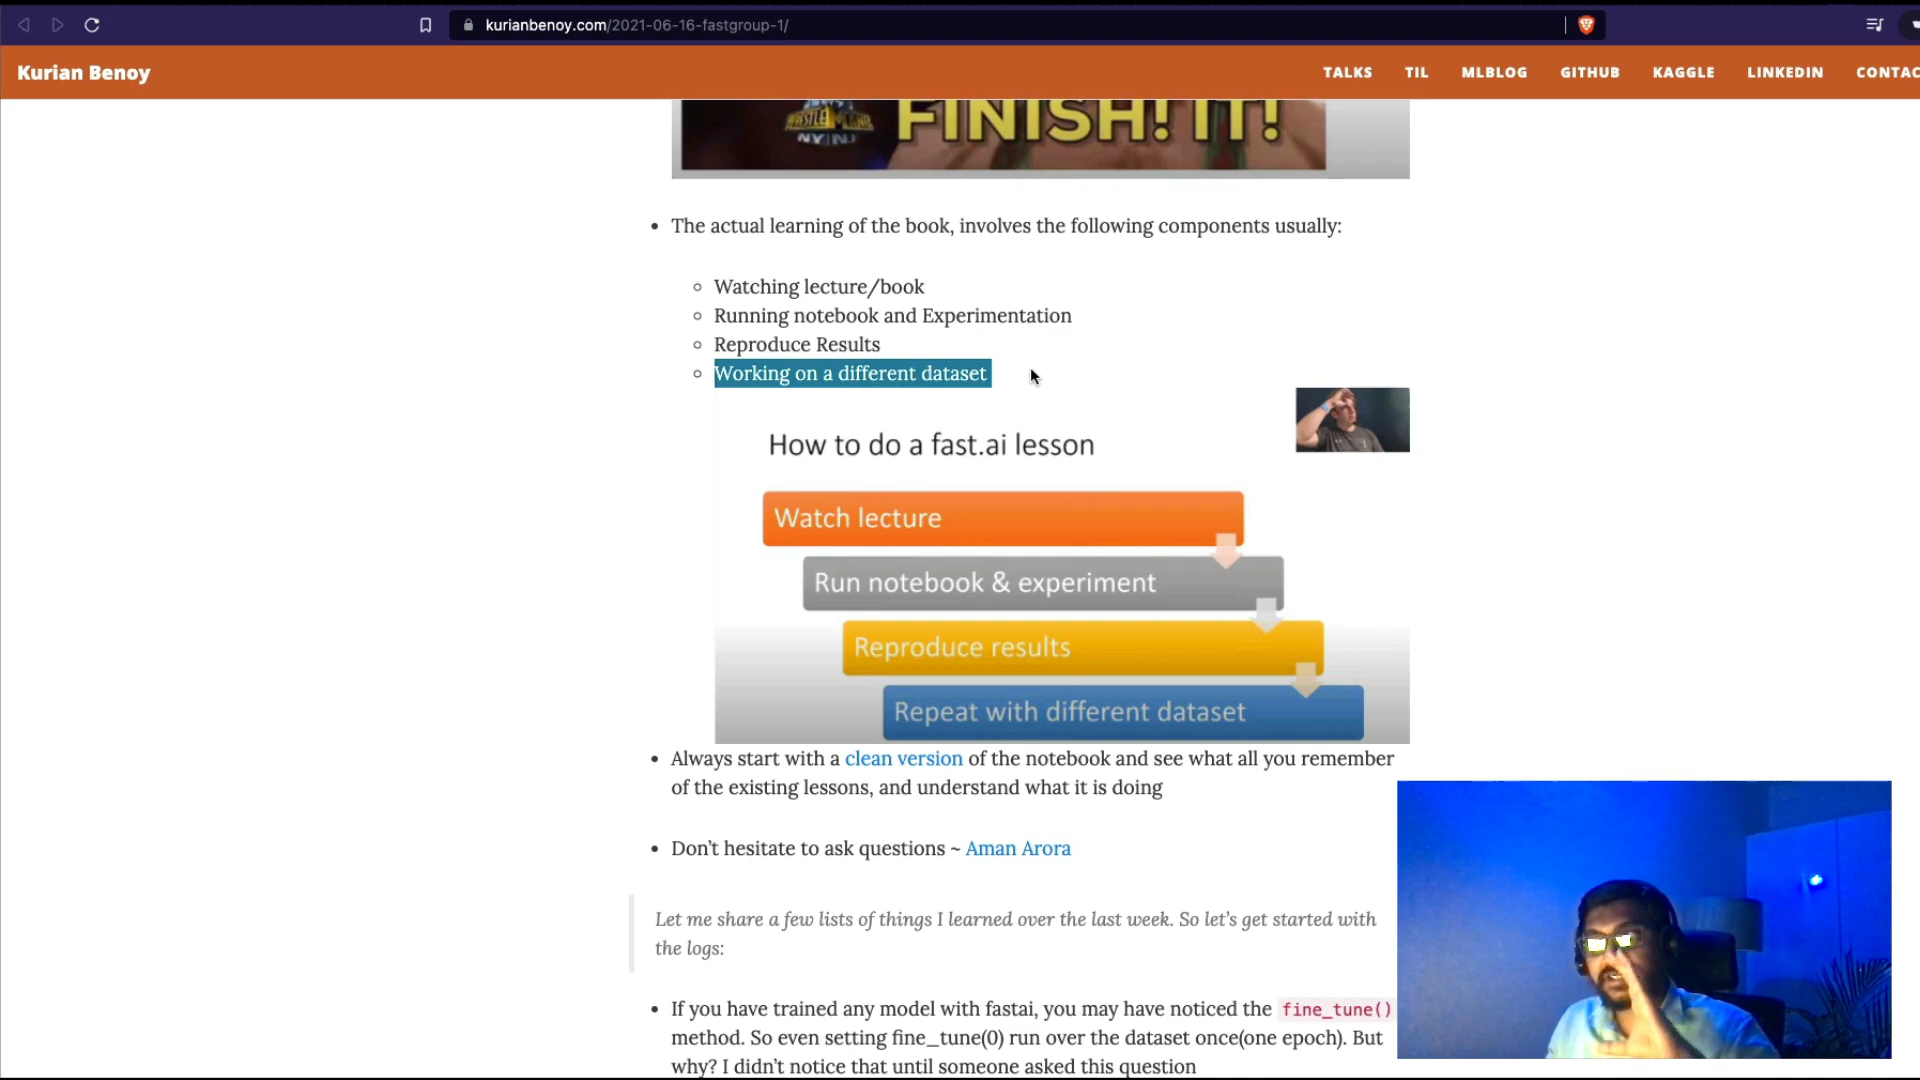 kurianbenoy.com/2021-06-16-fastgroup-1/
Kurian Benoy
TALKS TIL MLBLOG GITHUB KAGGLE LINKEDIN CONTAC
WRESTLEMANIA
NY NJ
FINISH! IT!
• The actual learning of the book, involves the following components usually:
Watching lecture/book
Running notebook and Experimentation
Reproduce Results
Working on a different dataset
How to do a fast.ai lesson
Watch lecture
Run notebook & experiment
Reproduce results
Repeat with different dataset
• Always start with a clean version of the notebook and see what all you remember
of the existing lessons, and understand what it is doing
• Don't hesitate to ask questions ~ Aman Arora
Let me share a few lists of things I learned over the last week. So let's get started with
the logs:
• If you have trained any model with fastai, you may have noticed the fine_tune()
method. So even setting fine_tune(0) run over the dataset once(one epoch). But
why? I didn't notice that until someone asked this question